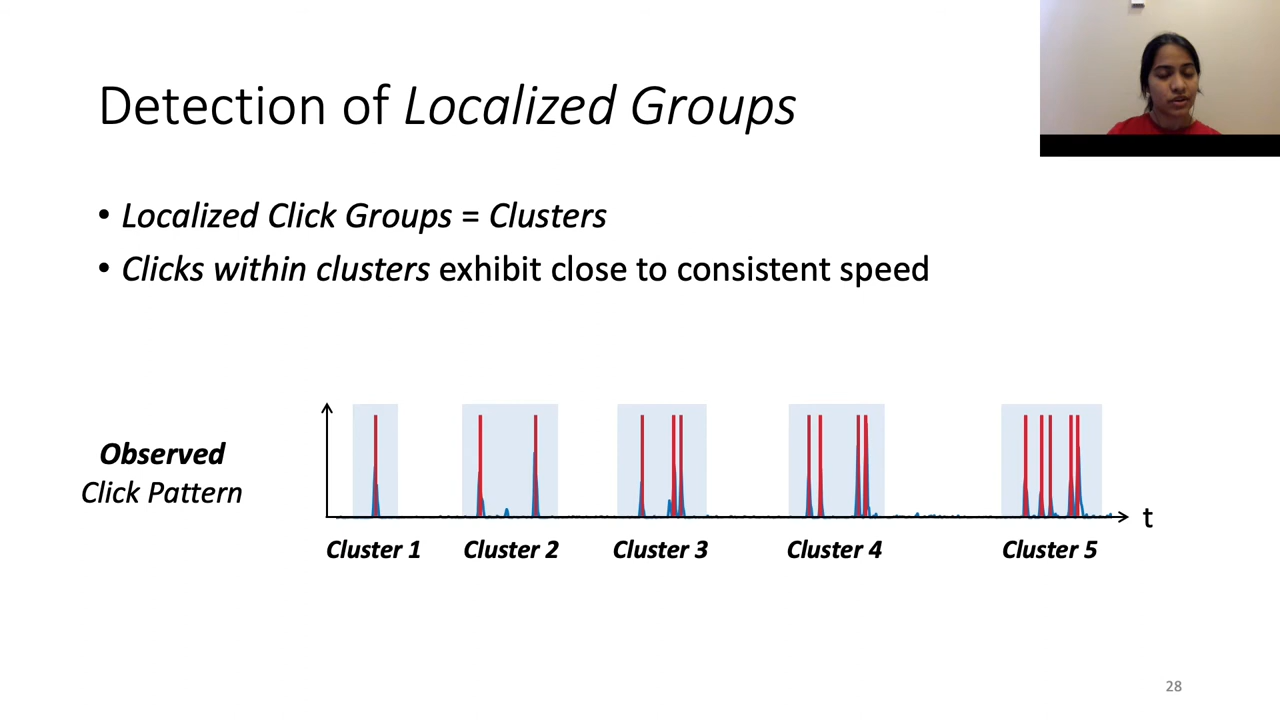 Detection of Localized Groups
• Localized Click Groups = Clusters
• Clicks within clusters exhibit close to consistent speed
Observed
Click Pattern
t
Cluster 1 Cluster 2 Cluster 3 Cluster 4 Cluster 5
28